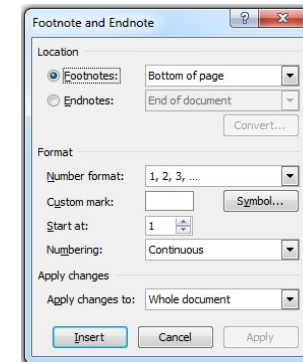 Footnote and Endnote
Location
Footnotes: Bottom of page
Endnotes: End of document
Convert...
Format
Number format: 1, 2, 3, ...
Custom mark: Symbol...
Start at: 1
Numbering: Continuous
Apply changes
Apply changes to: Whole document
Insert Cancel Apply